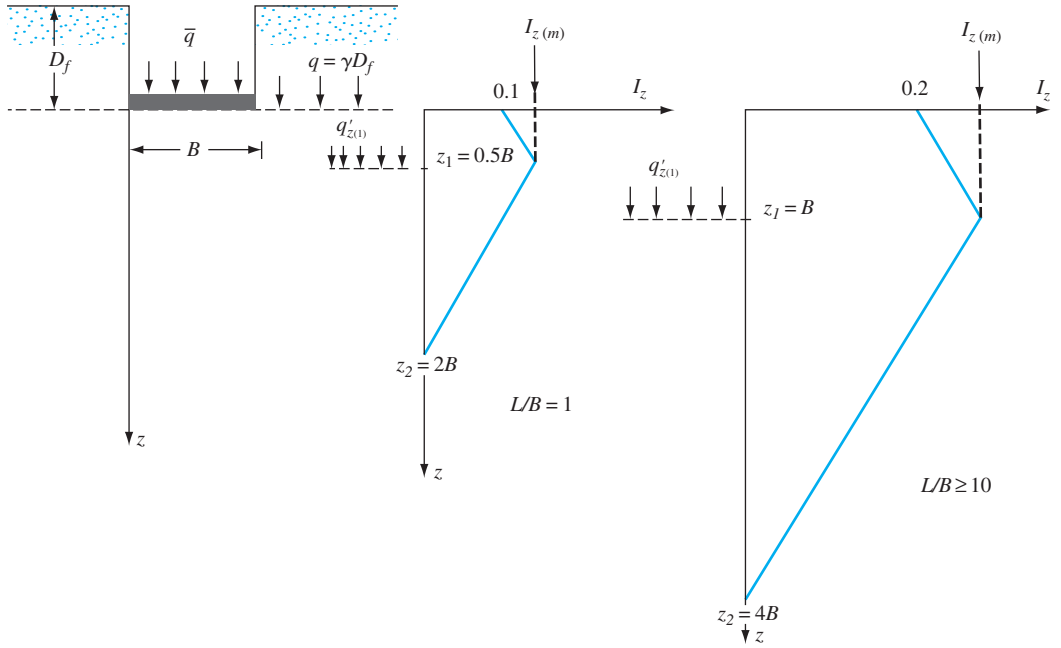 D_f
q̄
q = γD_f
B
z
I_z (m)
0.1
I_z
q′_z(1)
z_1 = 0.5B
z_2 = 2B
L/B = 1
z
I_z (m)
0.2
I_z
q′_z(1)
z_1 = B
L/B ≥ 10
z_2 = 4B
z